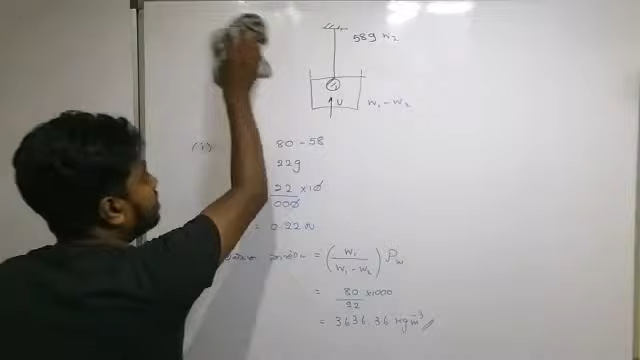 58g W₂
U W₁ - W₂
(i) 80 - 58
22g
22 × 10
000
= 0.22 N
= (W₁ / W₁ - W₂) ρw
= 80 × 1000
22
= 3636.36 kgm⁻³ //